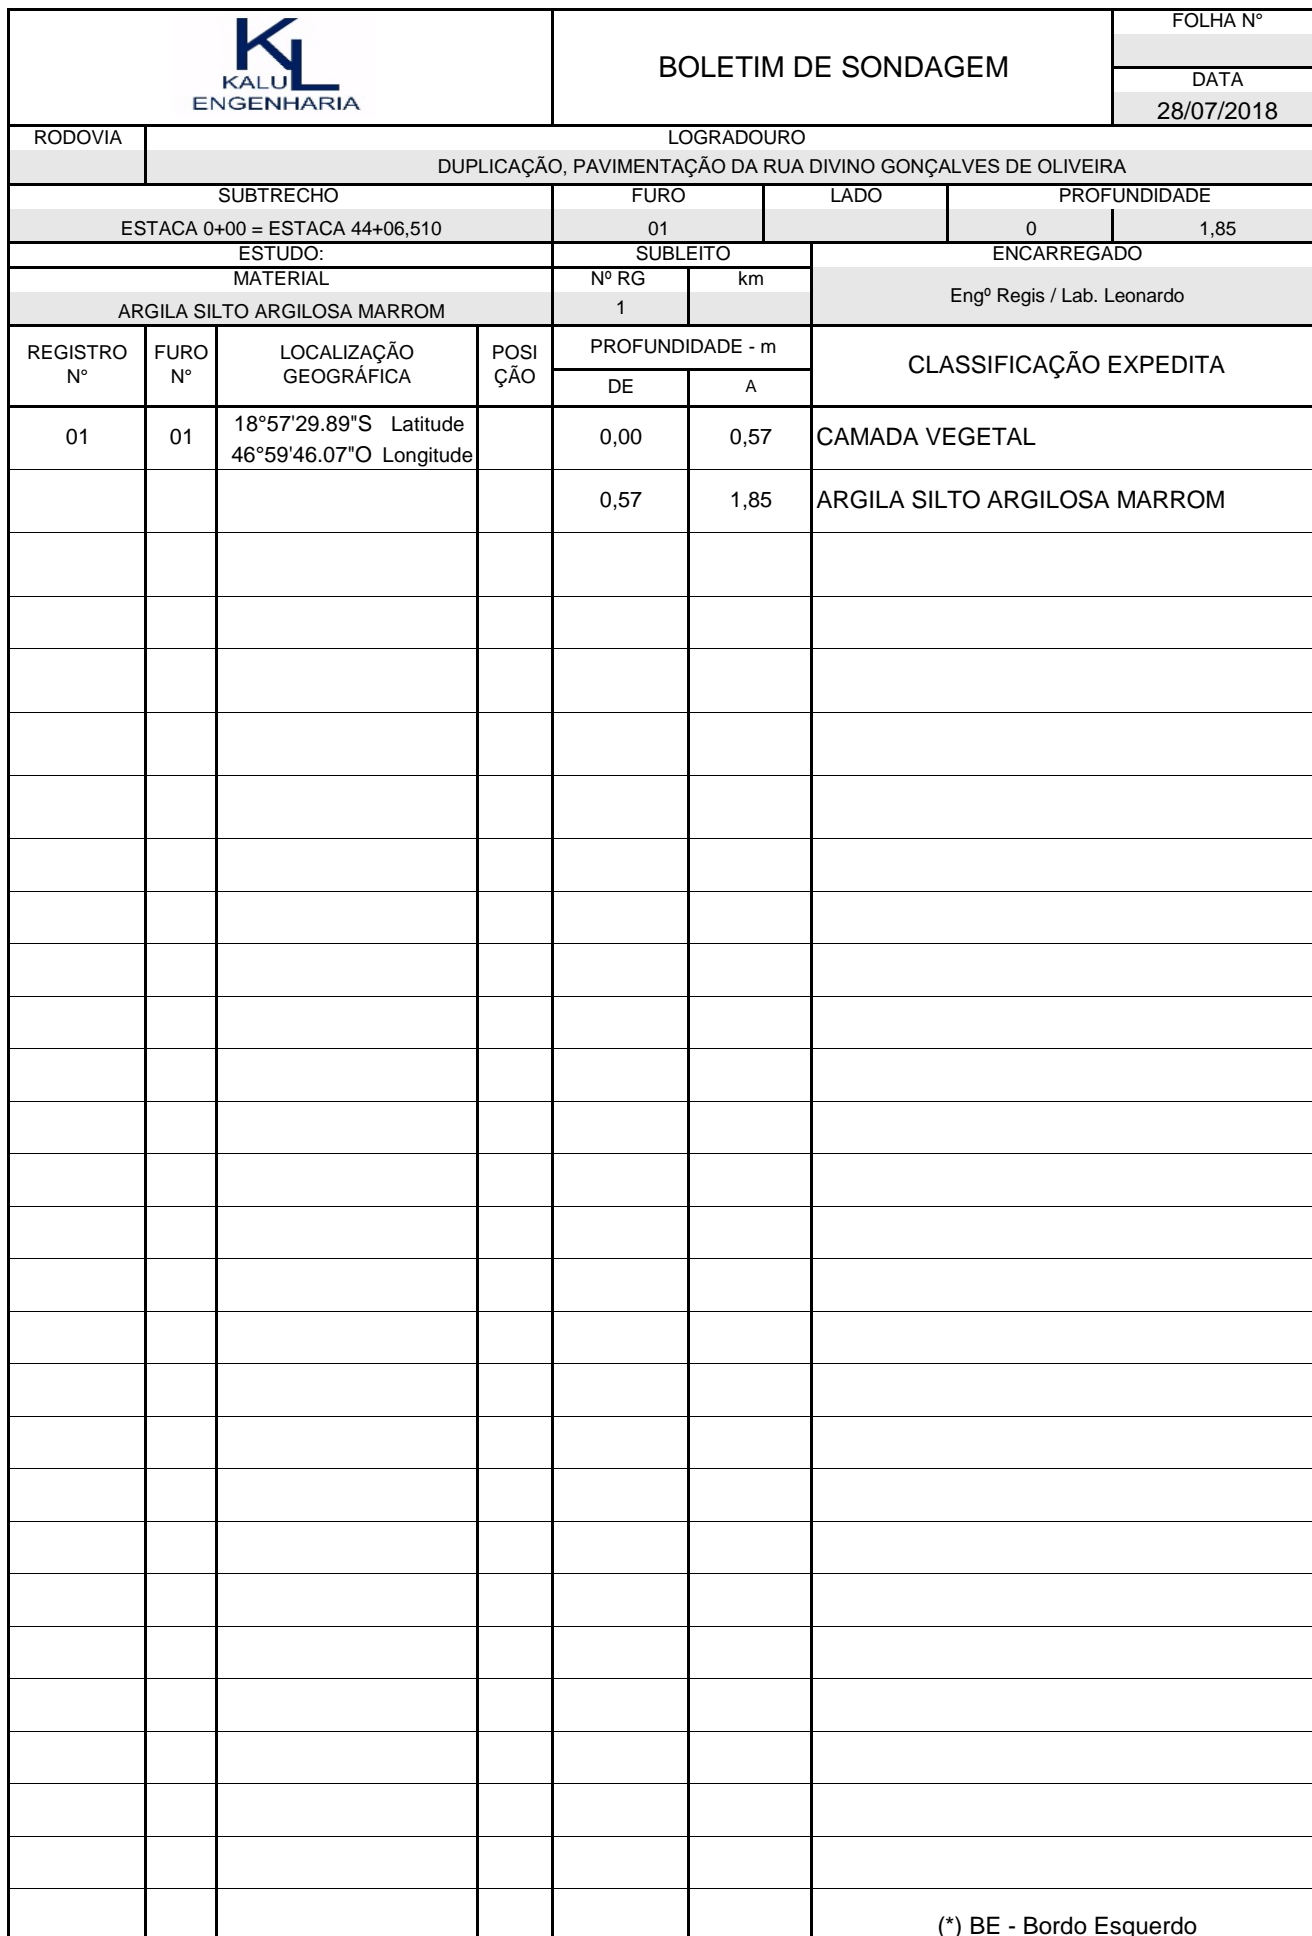 KL
KALU
ENGENHARIA
BOLETIM DE SONDAGEM
FOLHA N°
DATA
28/07/2018
RODOVIA
LOGRADOURO
DUPLICAÇÃO, PAVIMENTAÇÃO DA RUA DIVINO GONÇALVES DE OLIVEIRA
SUBTRECHO FURO LADO PROFUNDIDADE
ESTACA 0+00 = ESTACA 44+06,510 01 0 1,85
ESTUDO: SUBLEITO ENCARREGADO
MATERIAL Nº RG km
ARGILA SILTO ARGILOSA MARROM 1 Engº Regis / Lab. Leonardo
REGISTRO
N°
FURO
N°
LOCALIZAÇÃO
GEOGRÁFICA
POSI
ÇÃO
PROFUNDIDADE - m
DE A
CLASSIFICAÇÃO EXPEDITA
01 01 18°57'29.89"S Latitude
46°59'46.07"O Longitude
0,00 0,57 CAMADA VEGETAL
0,57 1,85 ARGILA SILTO ARGILOSA MARROM
(*) BE - Bordo Esquerdo